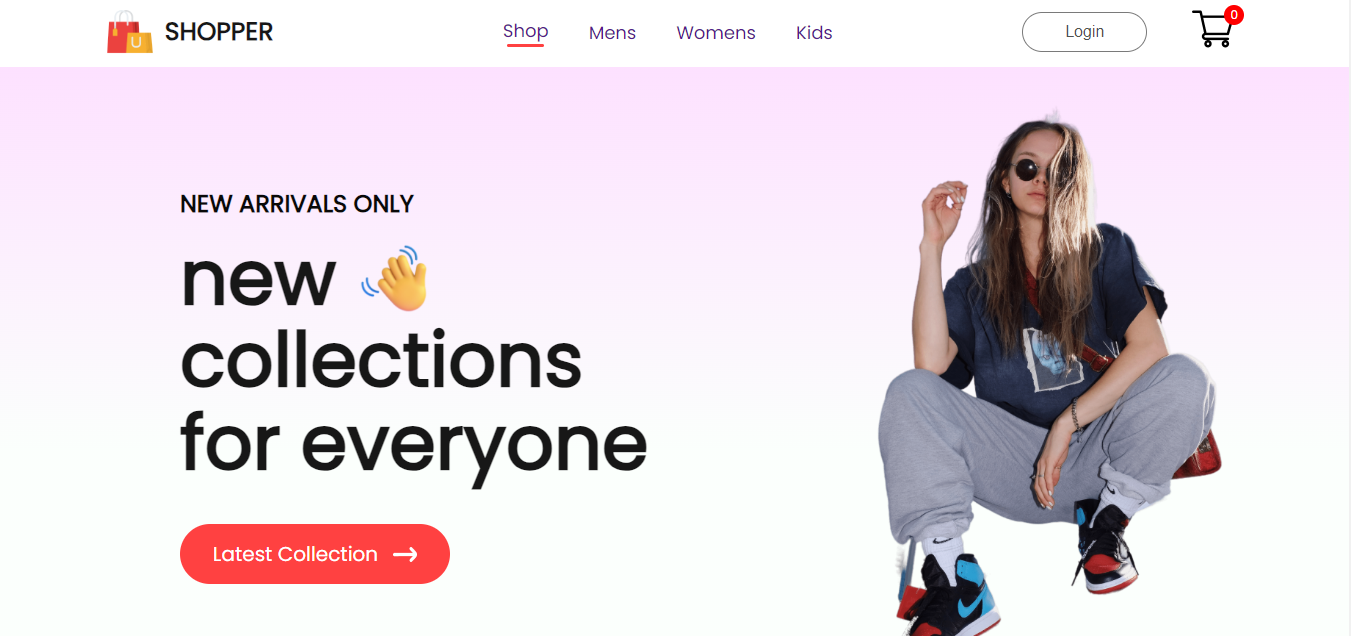 SHOPPER
Shop Mens Womens Kids
Login
0
NEW ARRIVALS ONLY
new
collections
for everyone
Latest Collection
U